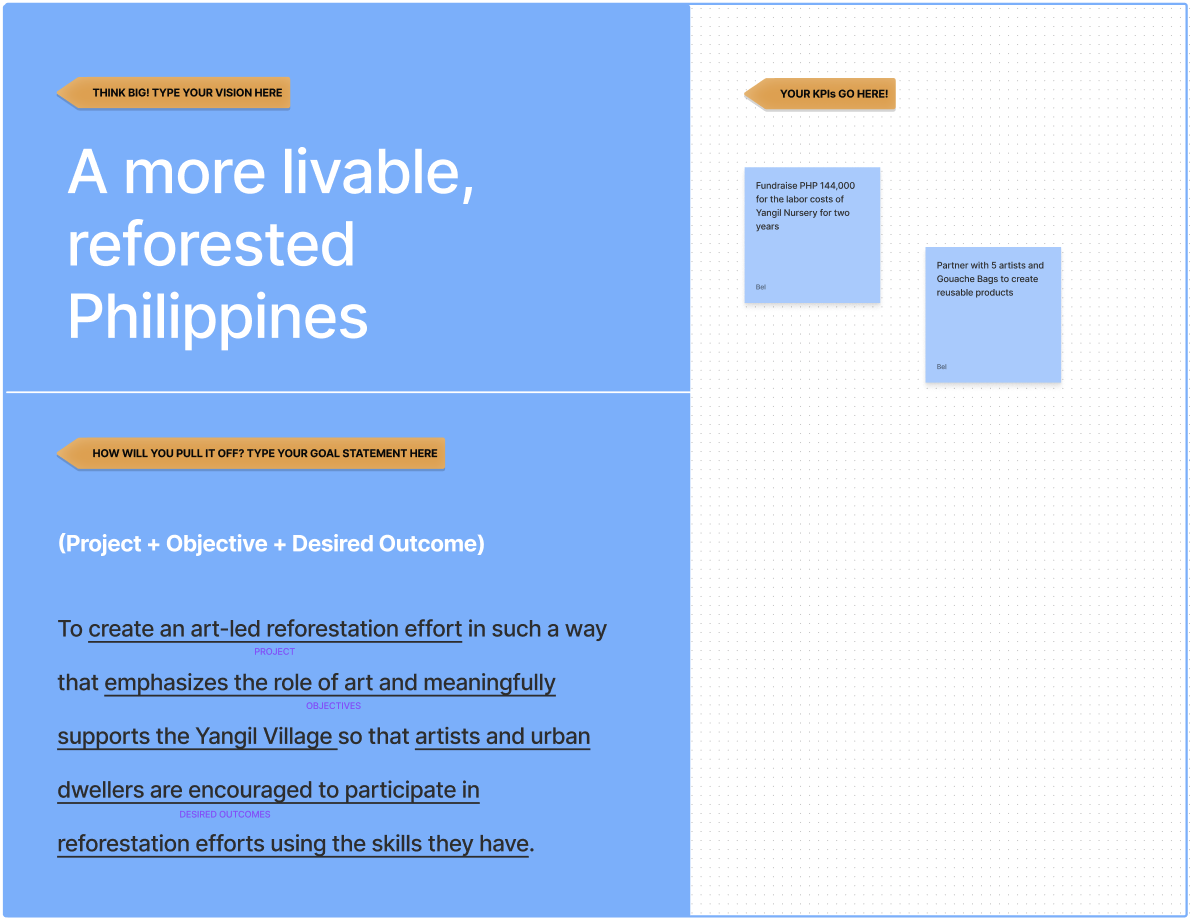 THINK BIG! TYPE YOUR VISION HERE
A more livable,
reforested
Philippines
HOW WILL YOU PULL IT OFF? TYPE YOUR GOAL STATEMENT HERE
(Project + Objective + Desired Outcome)
To create an art-led reforestation effort in such a way
PROJECT
that emphasizes the role of art and meaningfully
OBJECTIVES
supports the Yangil Village so that artists and urban
dwellers are encouraged to participate in
DESIRED OUTCOMES
reforestation efforts using the skills they have.
YOUR KPIs GO HERE!
Fundraise PHP 144,000
for the labor costs of
Yangil Nursery for two
years
Bel
Partner with 5 artists and
Gouache Bags to create
reusable products
Bel